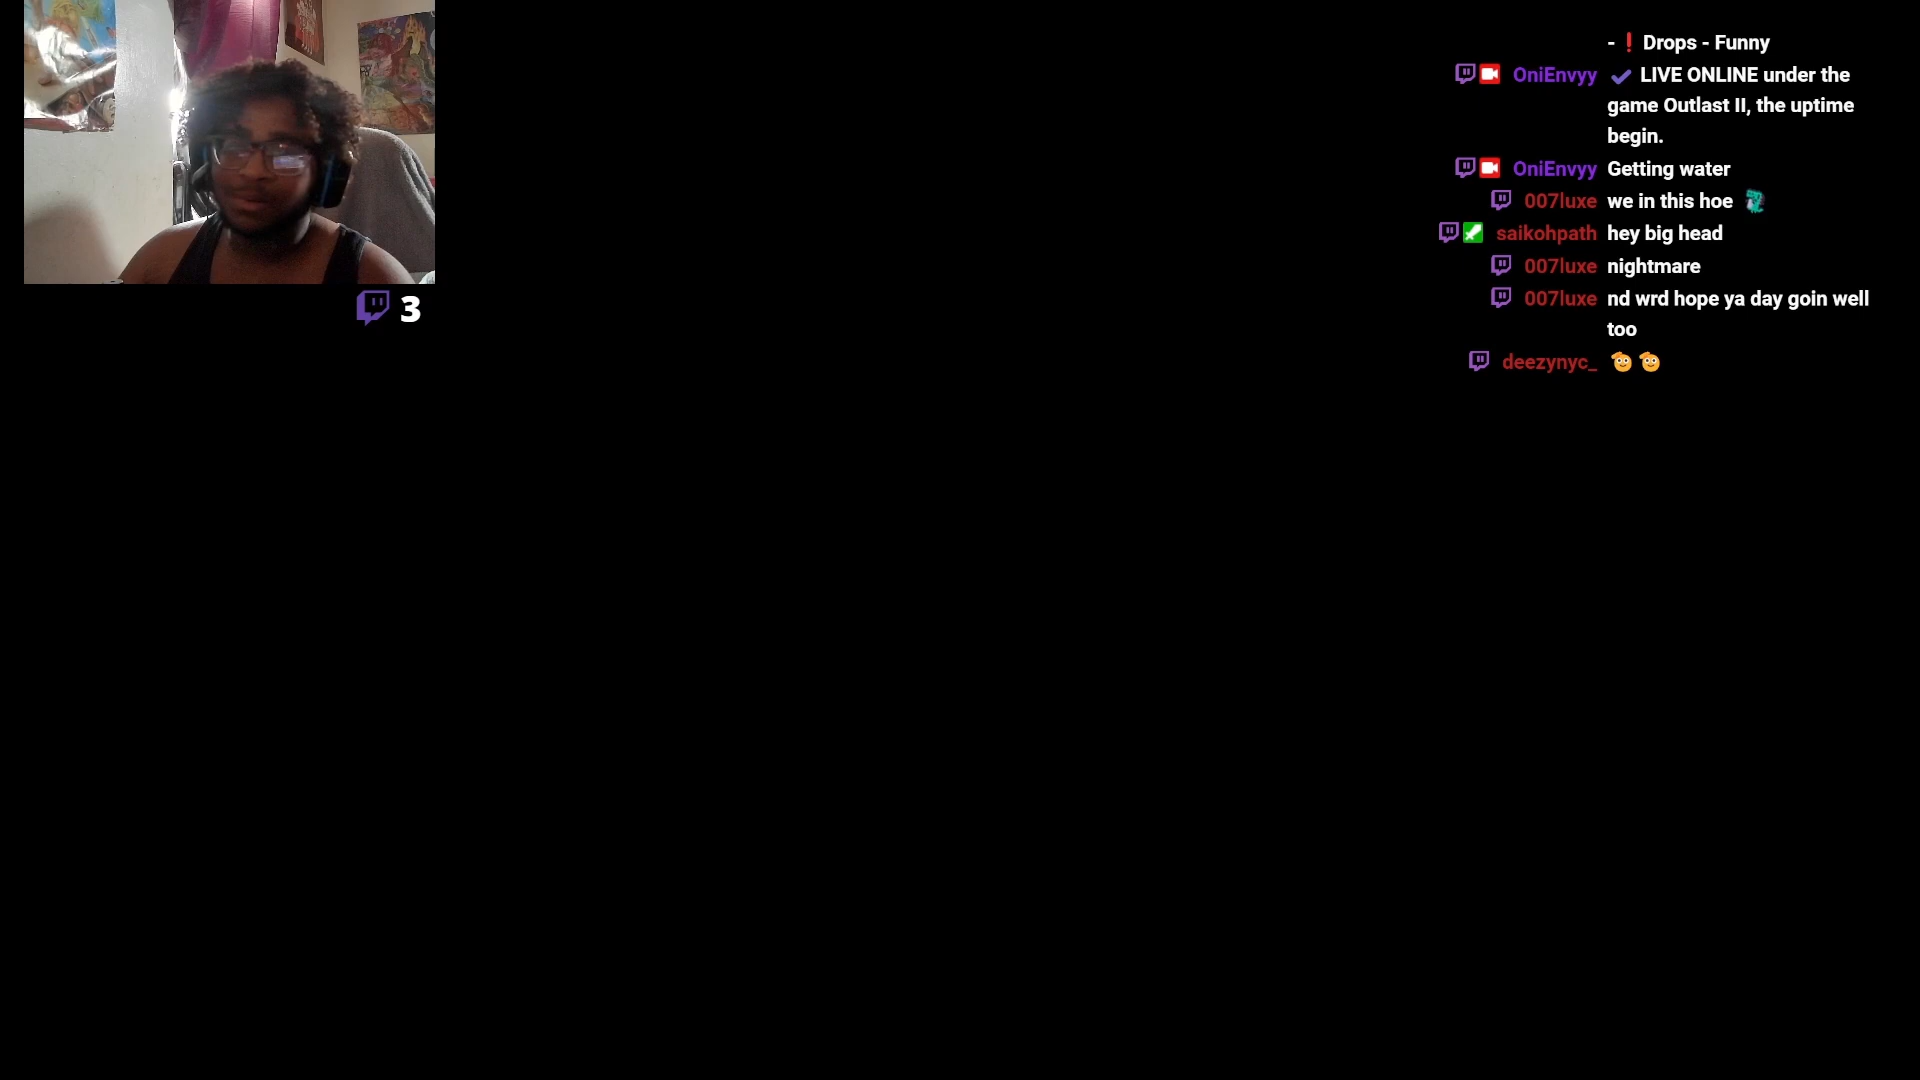 - ❗ Drops - Funny
OniEnvyy ✔ LIVE ONLINE under the
game Outlast II, the uptime
begin.
OniEnvyy Getting water
007luxe we in this hoe
saikohpath hey big head
007luxe nightmare
007luxe nd wrd hope ya day goin well
too
deezynyc_ 🫡 🫡
3